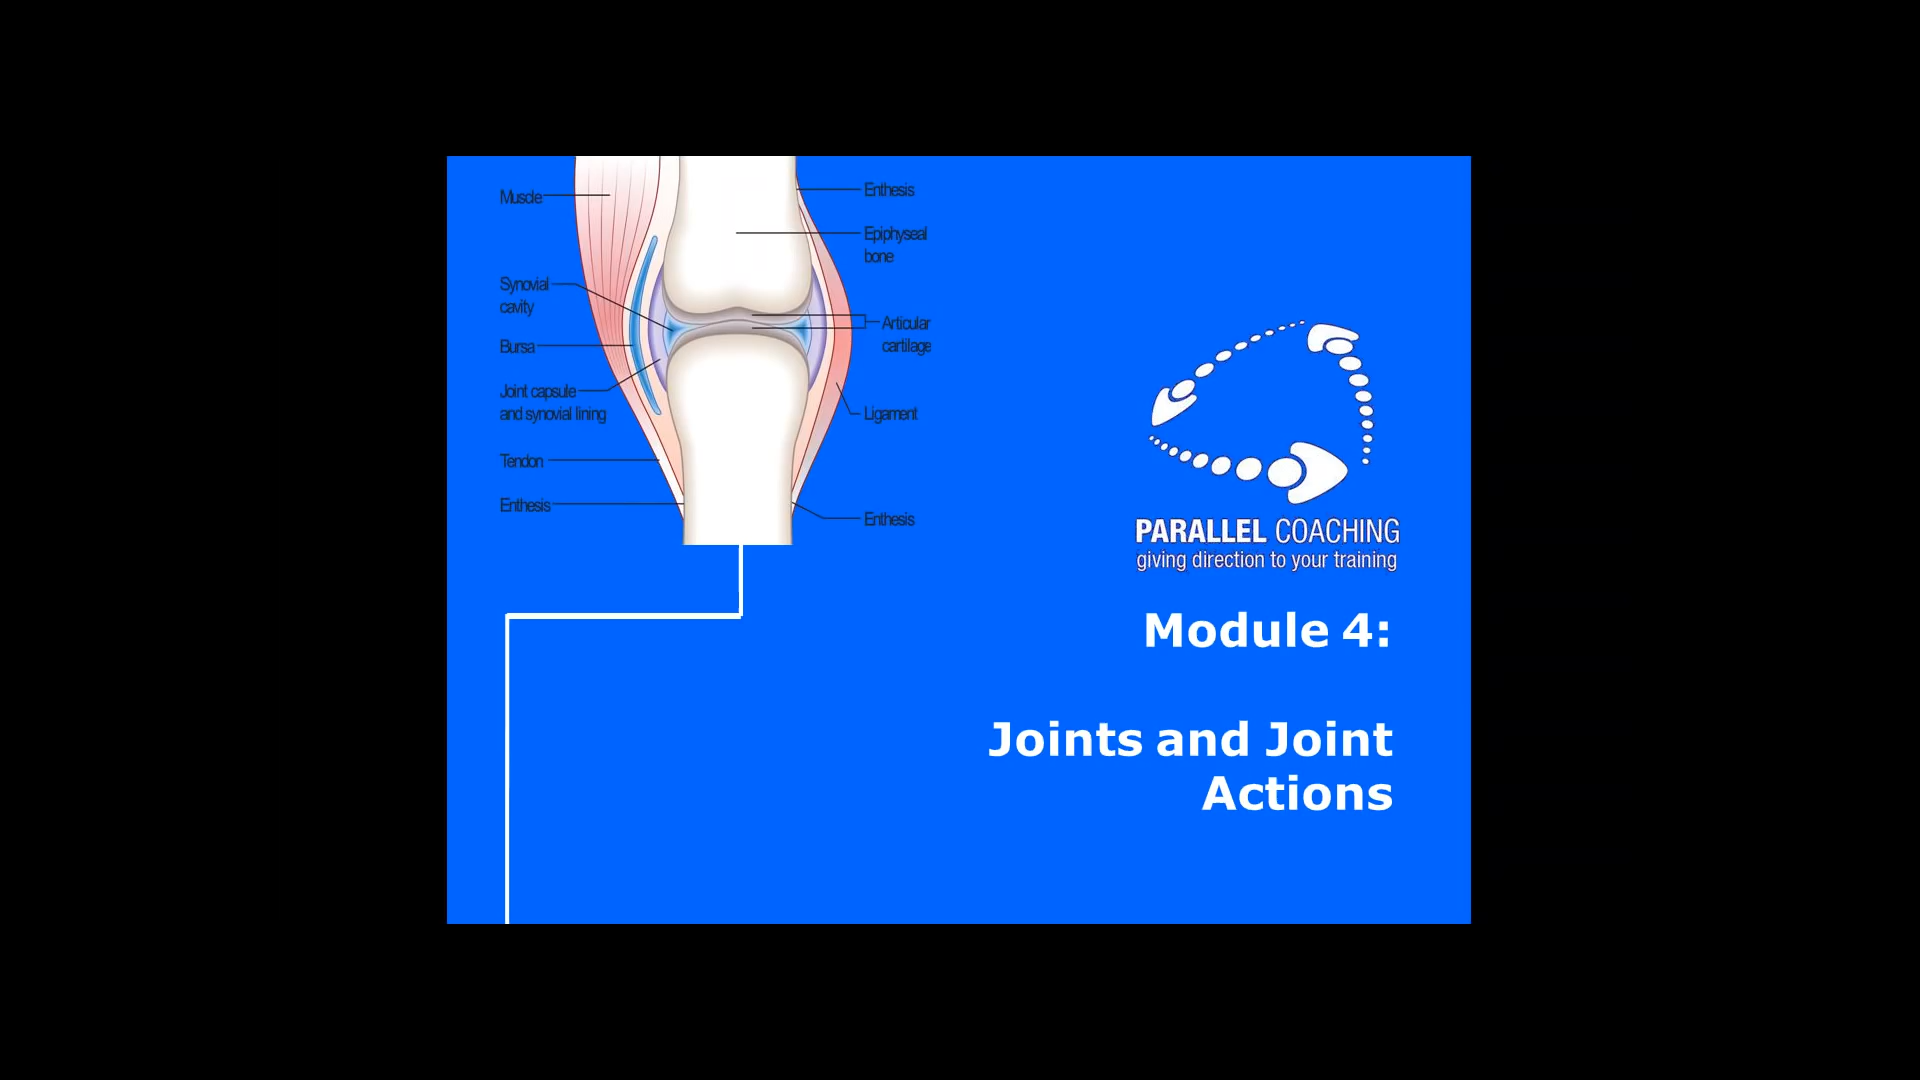 Muscle
Synovial
cavity
Bursa
Joint capsule
and synovial lining
Tendon
Enthesis
Enthesis
Epiphyseal
bone
Articular
cartilage
Ligament
Enthesis
PARALLEL COACHING
giving direction to your training
Module 4:
Joints and Joint
Actions